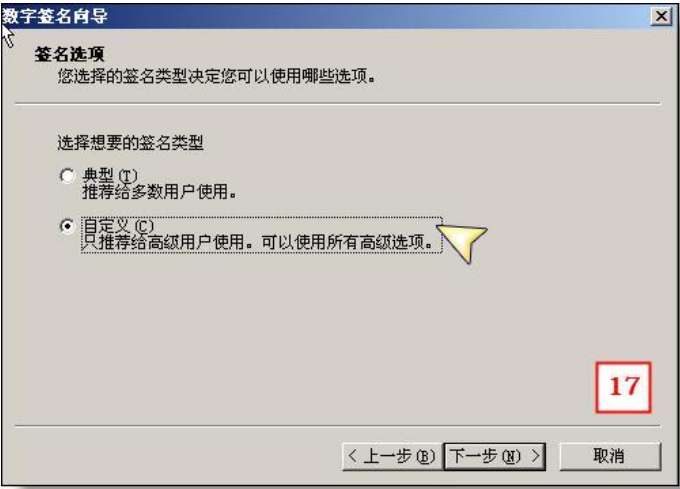 数字签名向导
签名选项
您选择的签名类型决定您可以使用哪些选项。
选择想要的签名类型
典型(T)
推荐给多数用户使用。
自定义(C)
只推荐给高级用户使用。可以使用所有高级选项。
17
< 上一步(B) 下一步(N) > 取消